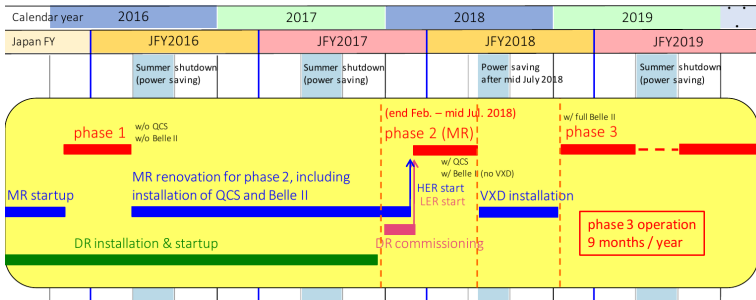 Calendar year 2016 2017 2018 2019
Japan FY JFY2016 JFY2017 JFY2018 JFY2019
Summer shutdown
(power saving)
Summer shutdown
(power saving)
Power saving
after mid July 2018
Summer shutdown
(power saving)
(end Feb. – mid Jul. 2018)
phase 1
w/o QCS
w/o Belle II
phase 2 (MR)
w/ full Belle II
phase 3
w/ QCS
w/ Belle II (no VXD)
MR renovation for phase 2, including
installation of QCS and Belle II
MR startup
HER start
LER start
VXD installation
phase 3 operation
9 months / year
DR installation & startup
DR commissioning